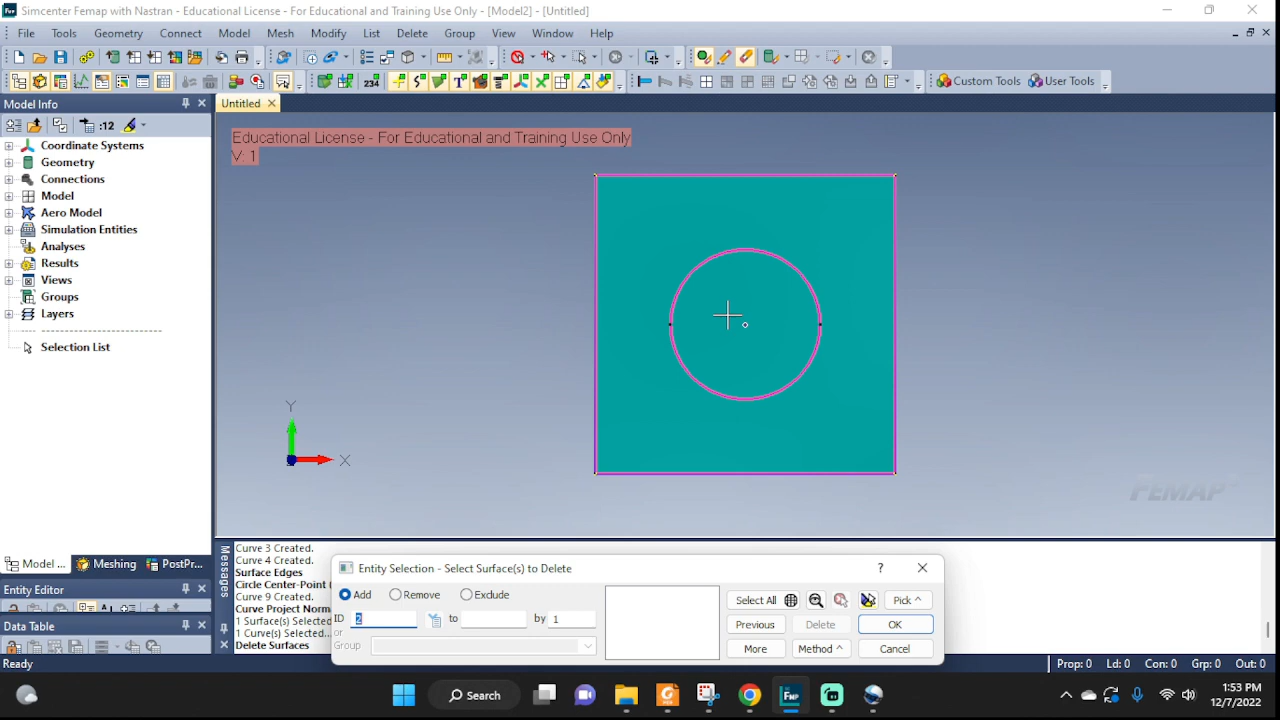 Simcenter Femap with Nastran - Educational License - For Educational and Training Use Only - [Model2] - [Untitled]
File Tools Geometry Connect Model Mesh Modify List Delete Group View Window Help
234
Custom Tools User Tools
Model Info
Untitled
:12
Coordinate Systems
Geometry
Connections
Model
Aero Model
Simulation Entities
Analyses
Results
Views
Groups
Layers
Selection List
Educational License - For Educational and Training Use Only
V: 1
Y
X
FEMAP
Model ... Meshing PostPr...
Entity Editor
Data Table
Messages
Curve 3 Created.
Curve 4 Created.
Surface Edges
Circle Center-Point (
Curve 9 Created.
Curve Project Norm
1 Surface(s) Selected
1 Curve(s) Selected...
Delete Surfaces
Entity Selection - Select Surface(s) to Delete
? 
Add Remove Exclude
ID 2 to by 1
or
Group
Select All Pick ^
Previous Delete OK
More Method ^ Cancel
Ready
Prop: 0 Ld: 0 Con: 0 Grp: 0 Out: 0
Search
FMP
1:53 PM
12/7/2022